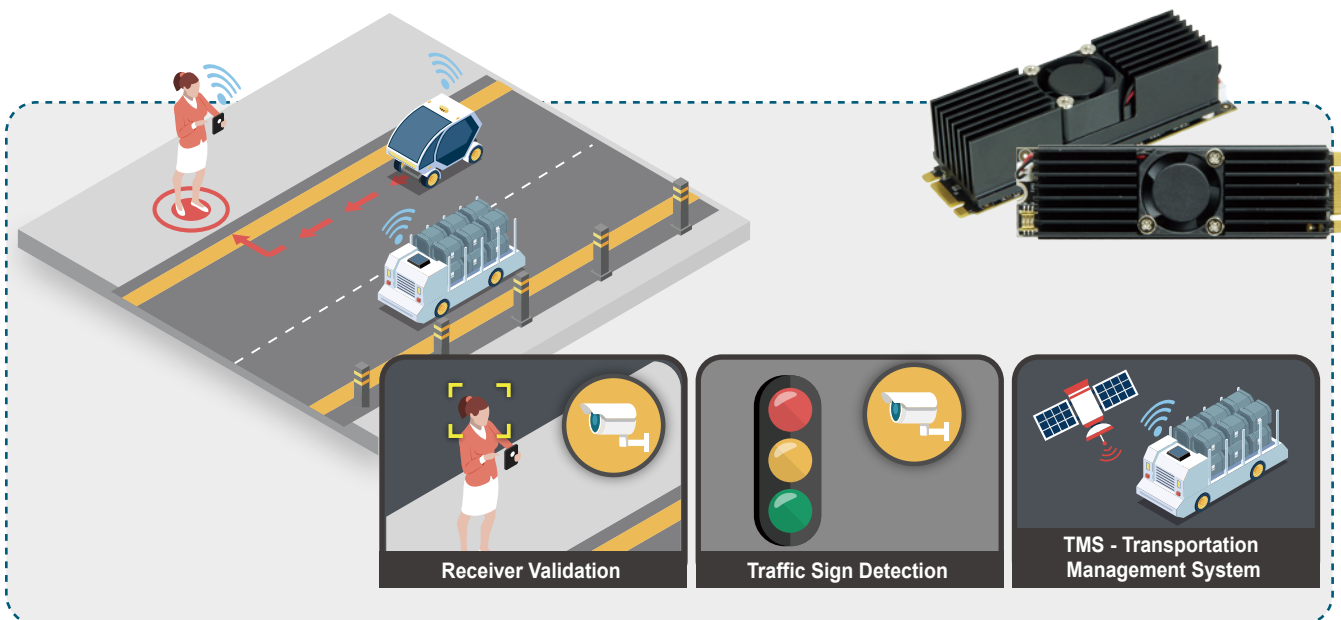 Receiver Validation
Traffic Sign Detection
TMS - Transportation
Management System